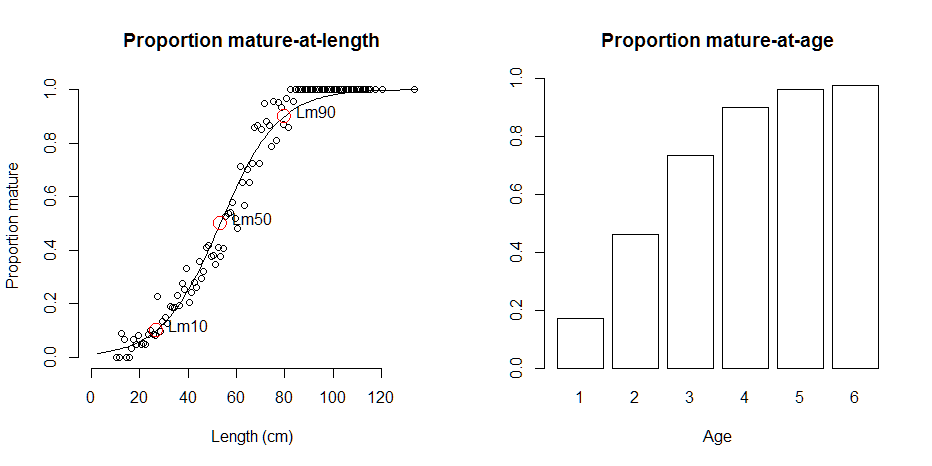 Proportion mature-at-length
Proportion mature
0.0 0.2 0.4 0.6 0.8 1.0
Lm90
Lm50
Lm10
0 20 40 60 80 100 120
Length (cm)
Proportion mature-at-age
0.0 0.2 0.4 0.6 0.8 1.0
1 2 3 4 5 6
Age